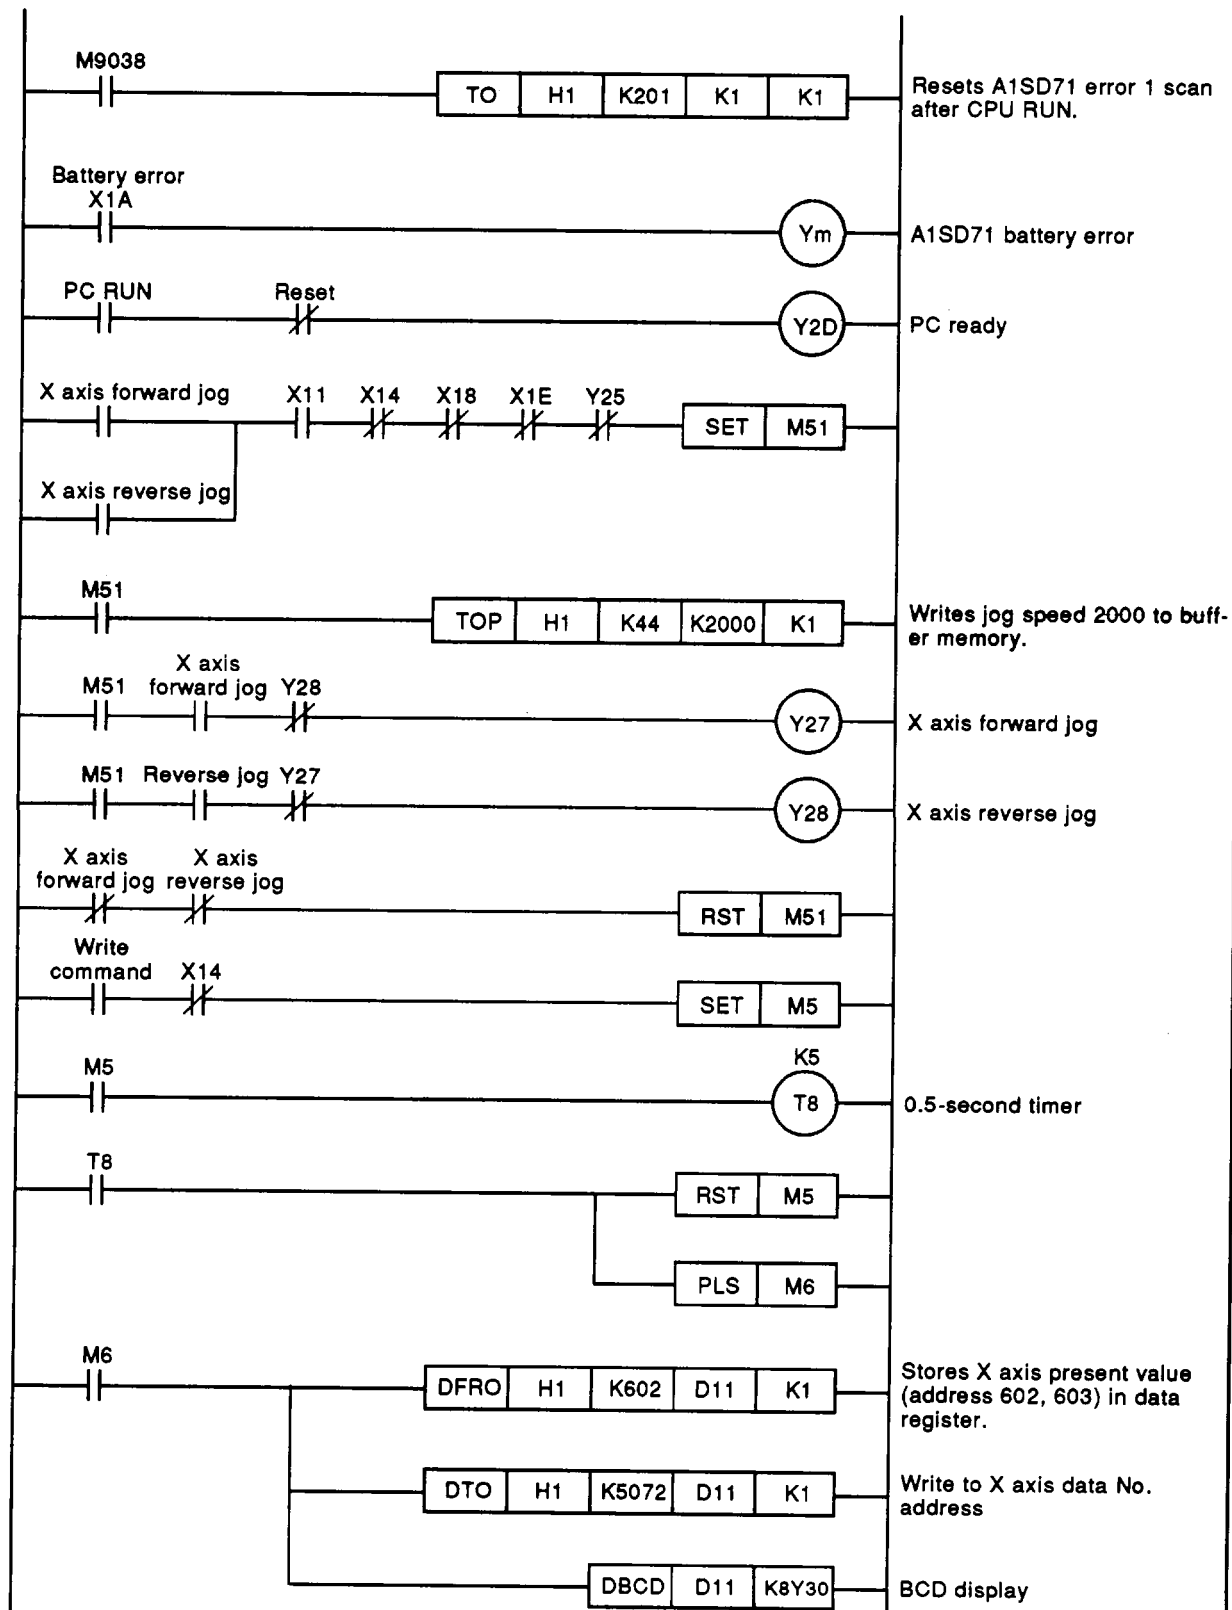 M9038
TO H1 K201 K1 K1
Resets A1SD71 error 1 scan
after CPU RUN.
Battery error
X1A
Ym
A1SD71 battery error
PC RUN Reset
Y2D
PC ready
X axis forward jog X11 X14 X18 X1E Y25
SET M51
X axis reverse jog
M51
TOP H1 K44 K2000 K1
Writes jog speed 2000 to buff-
er memory.
X axis
M51 forward jog Y28
Y27
X axis forward jog
M51 Reverse jog Y27
Y28
X axis reverse jog
X axis X axis
forward jog reverse jog
RST M51
Write
command X14
SET M5
M5
K5
T8
0.5-second timer
T8
RST M5
PLS M6
M6
DFRO H1 K602 D11 K1
Stores X axis present value
(address 602, 603) in data
register.
DTO H1 K5072 D11 K1
Write to X axis data No.
address
DBCD D11 K8Y30
BCD display